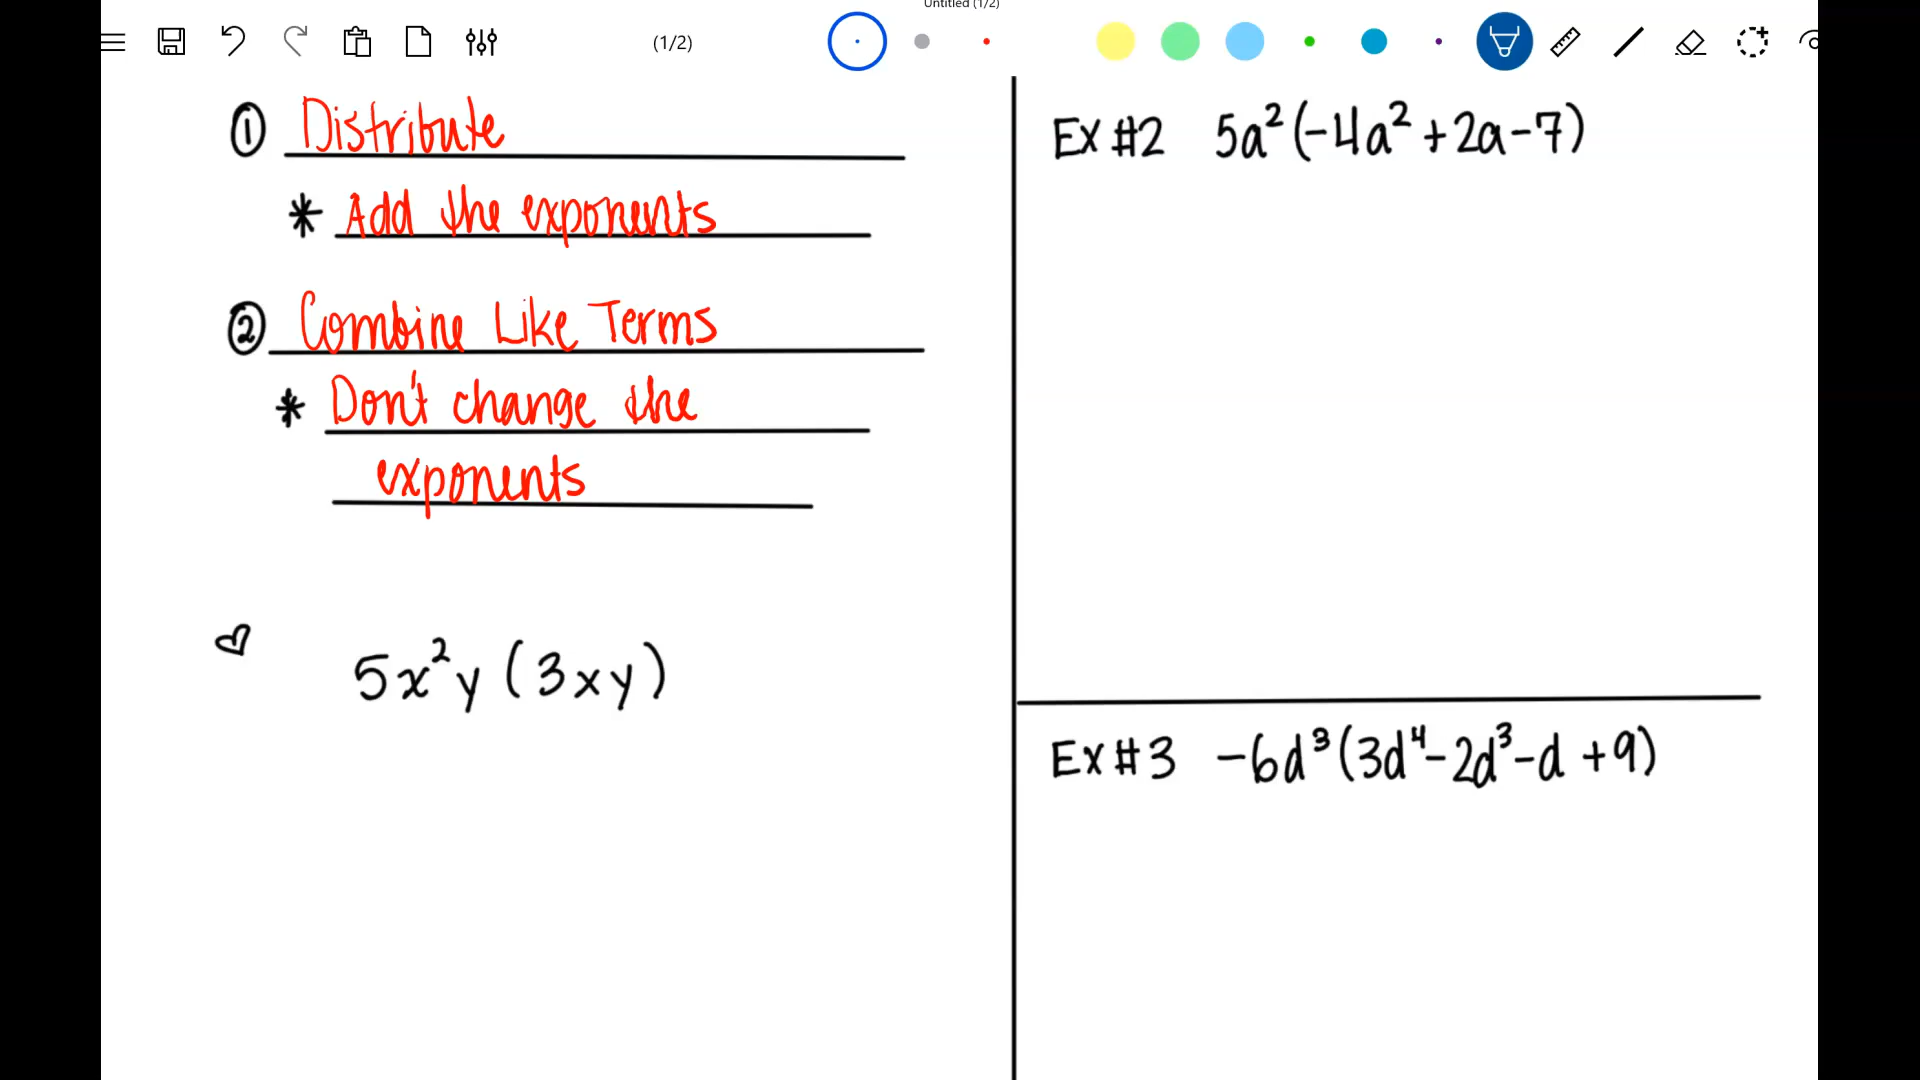 Untitled (1/2)
(1/2)
① Distribute
* Add the exponents
② Combine Like Terms
* Don't change the
exponents
5x²y (3xy)
Ex #2 5a² (-4a² + 2a - 7)
Ex #3 -6d³ (3d⁴ - 2d³ - d + 9)